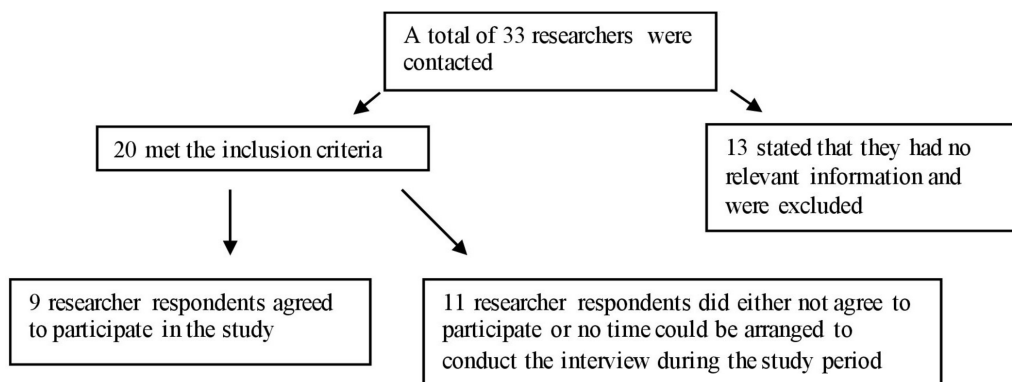 A total of 33 researchers were
contacted
20 met the inclusion criteria
13 stated that they had no
relevant information and
were excluded
9 researcher respondents agreed
to participate in the study
11 researcher respondents did either not agree to
participate or no time could be arranged to
conduct the interview during the study period